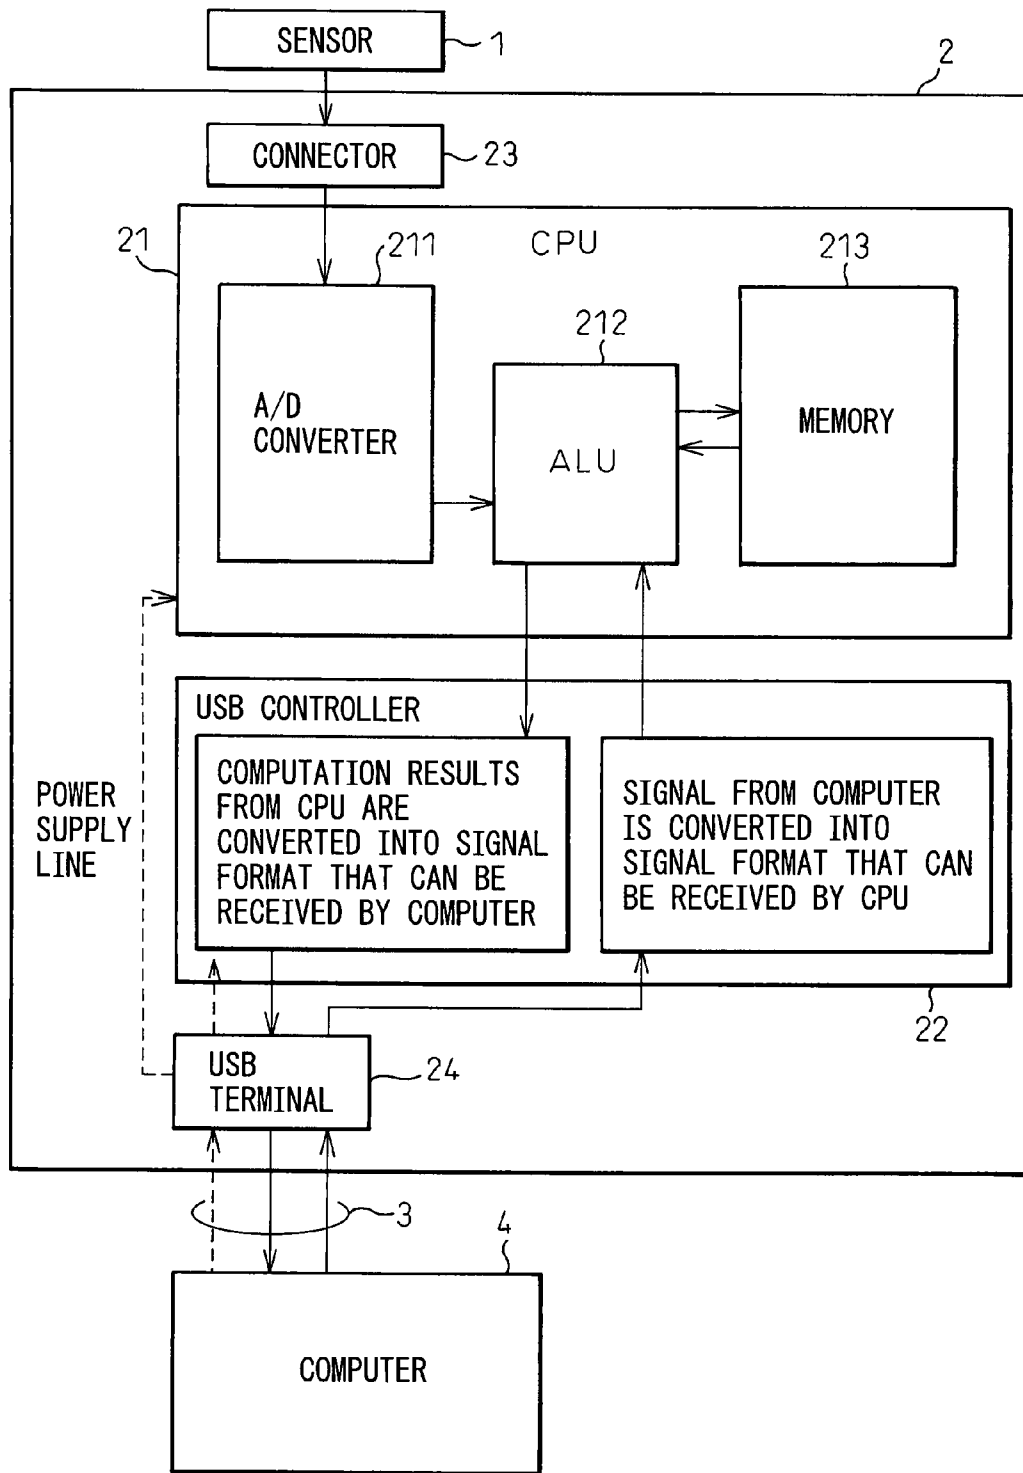 SENSOR
1
2
CONNECTOR
23
21
211
CPU
213
212
A/D
CONVERTER
ALU
MEMORY
USB CONTROLLER
COMPUTATION RESULTS
FROM CPU ARE
CONVERTED INTO SIGNAL
FORMAT THAT CAN BE
RECEIVED BY COMPUTER
SIGNAL FROM COMPUTER
IS CONVERTED INTO
SIGNAL FORMAT THAT CAN
BE RECEIVED BY CPU
POWER
SUPPLY
LINE
22
USB
TERMINAL
24
3
4
COMPUTER